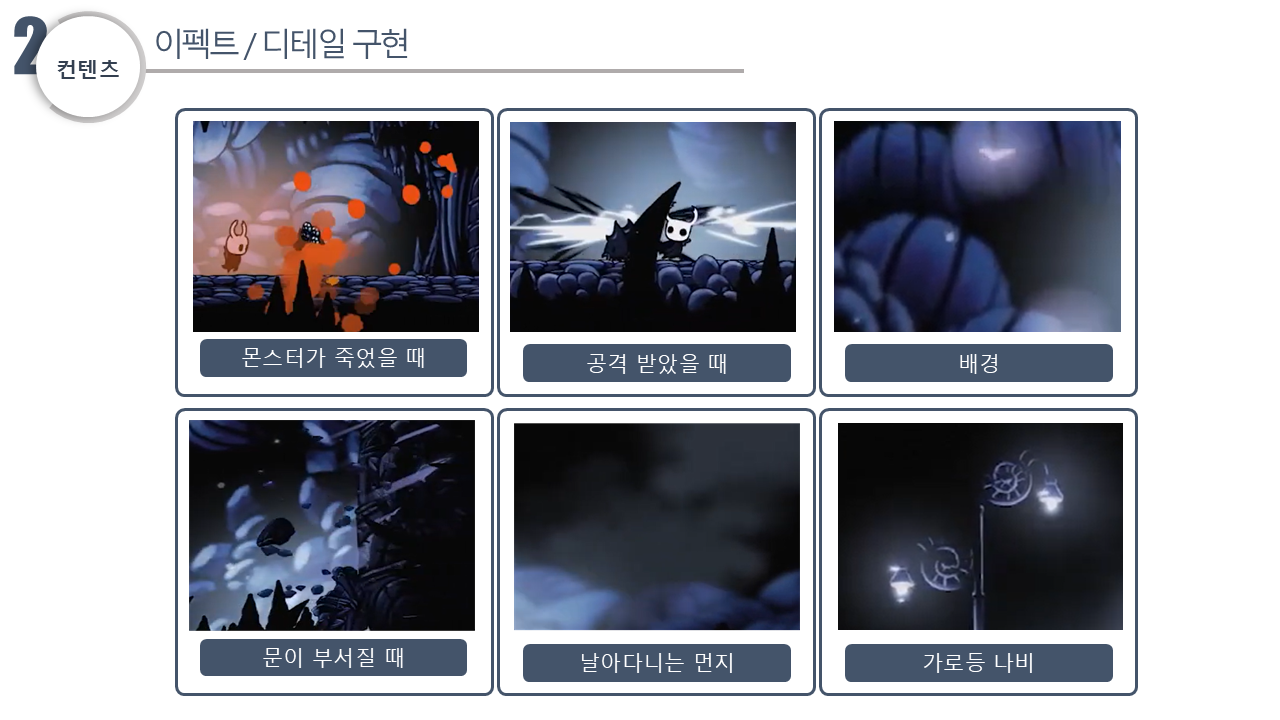 2
컨텐츠
이펙트 / 디테일 구현
몬스터가 죽었을 때
공격 받았을 때
배경
문이 부서질 때
날아다니는 먼지
가로등 나비